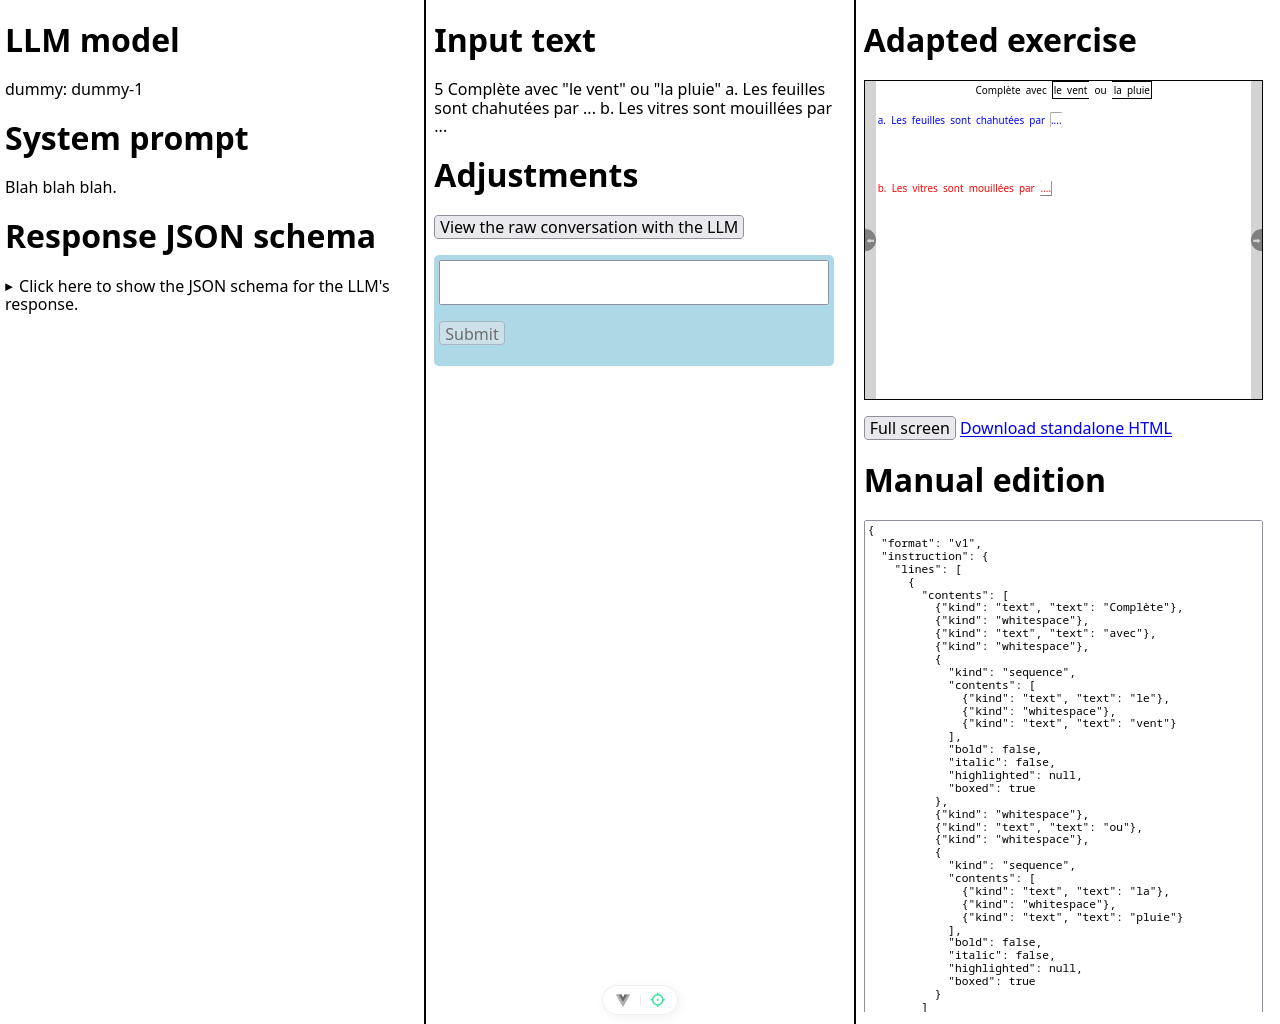 LLM model
dummy: dummy-1
System prompt
Blah blah blah.
Response JSON schema
▸ Click here to show the JSON schema for the LLM's
response.
Input text
5 Complète avec "le vent" ou "la pluie" a. Les feuilles
sont chahutées par ... b. Les vitres sont mouillées par
...
Adjustments
View the raw conversation with the LLM
Submit
Adapted exercise
Complète avec le vent ou la pluie
a. Les feuilles sont chahutées par ....
b. Les vitres sont mouillées par ....
Full screen Download standalone HTML
Manual edition
{
  "format": "v1",
  "instruction": {
    "lines": [
      {
        "contents": [
          {"kind": "text", "text": "Complète"},
          {"kind": "whitespace"},
          {"kind": "text", "text": "avec"},
          {"kind": "whitespace"},
          {
            "kind": "sequence",
            "contents": [
              {"kind": "text", "text": "le"},
              {"kind": "whitespace"},
              {"kind": "text", "text": "vent"}
            ],
            "bold": false,
            "italic": false,
            "highlighted": null,
            "boxed": true
          },
          {"kind": "whitespace"},
          {"kind": "text", "text": "ou"},
          {"kind": "whitespace"},
          {
            "kind": "sequence",
            "contents": [
              {"kind": "text", "text": "la"},
              {"kind": "whitespace"},
              {"kind": "text", "text": "pluie"}
            ],
            "bold": false,
            "italic": false,
            "highlighted": null,
            "boxed": true
          }
        ]